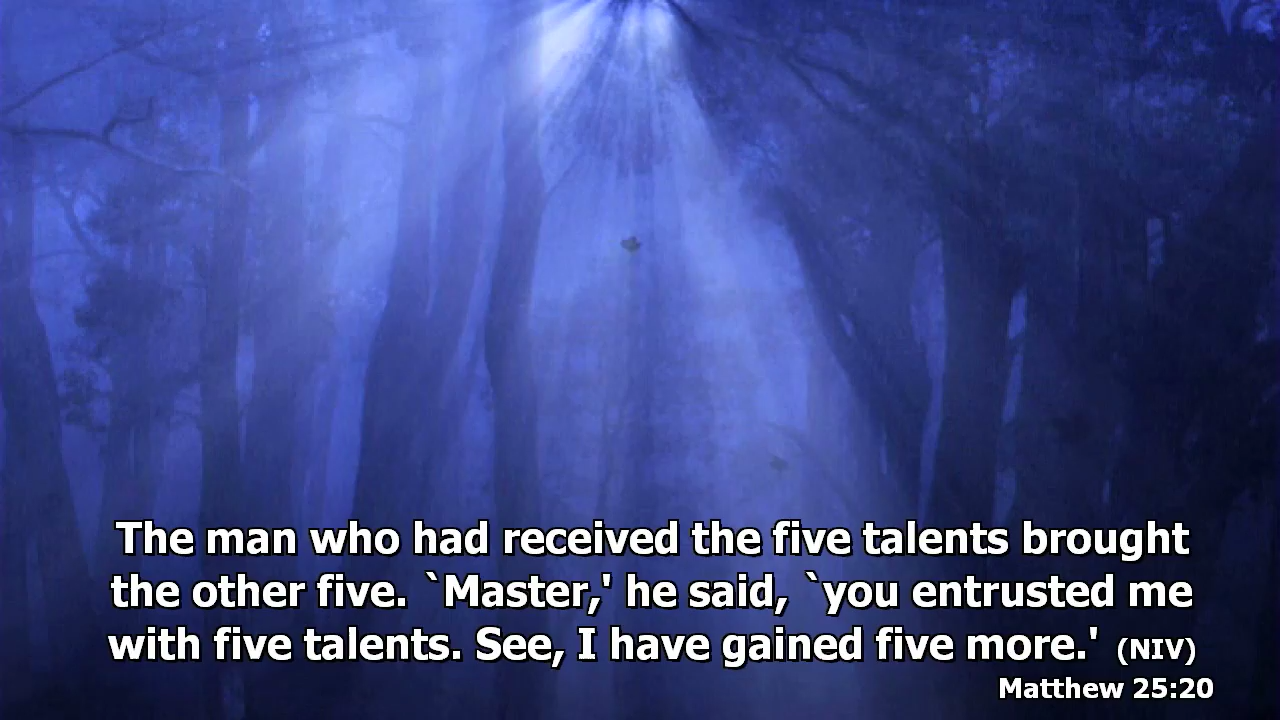 The man who had received the five talents brought
the other five. `Master,' he said, `you entrusted me
with five talents. See, I have gained five more.' (NIV)
Matthew 25:20